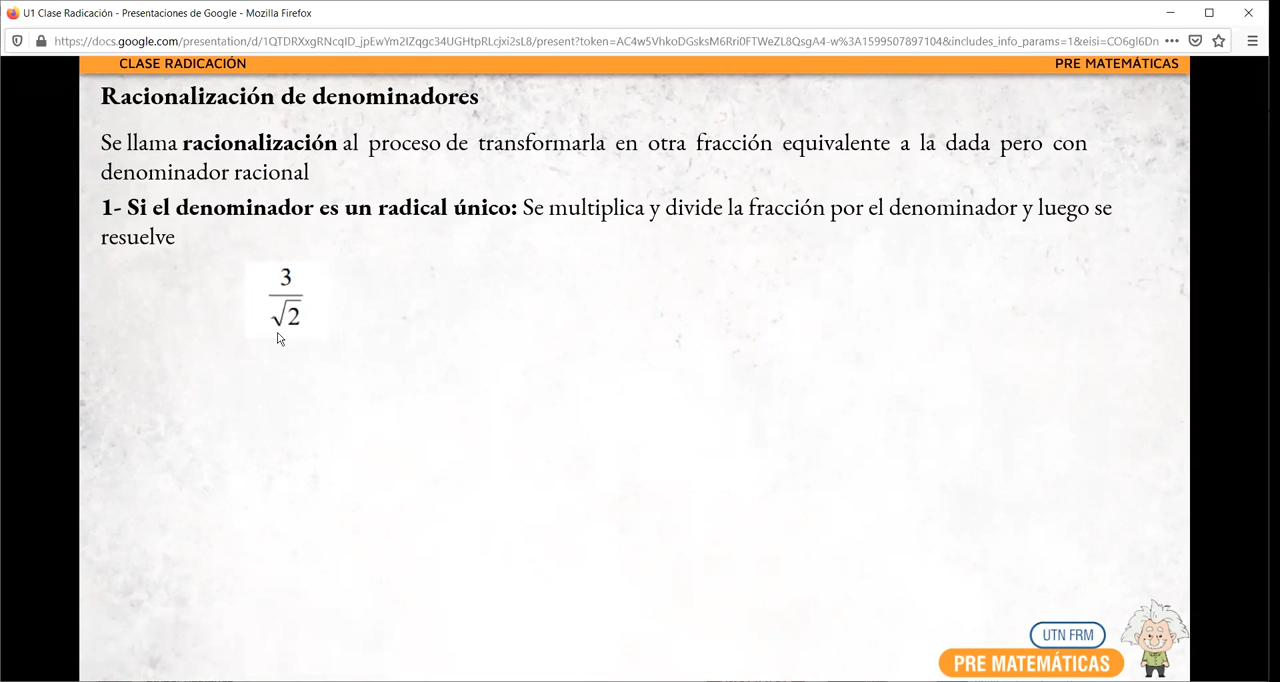 U1 Clase Radicación - Presentaciones de Google - Mozilla Firefox
https://docs.google.com/presentation/d/1QTDRXxgRNcqID_jpEwYm2IZqgc34UGHtpRLcjxi2sL8/present?token=AC4w5VhkoDGsksM6Rri0FTWeZL8QsgA4-w%3A1599507897104&includes_info_params=1&eisi=CO6gI6Dn
CLASE RADICACIÓN PRE MATEMÁTICAS
Racionalización de denominadores
Se llama racionalización al proceso de transformarla en otra fracción equivalente a la dada pero con
denominador racional
1- Si el denominador es un radical único: Se multiplica y divide la fracción por el denominador y luego se
resuelve
3
√2
UTN FRM
PRE MATEMÁTICAS